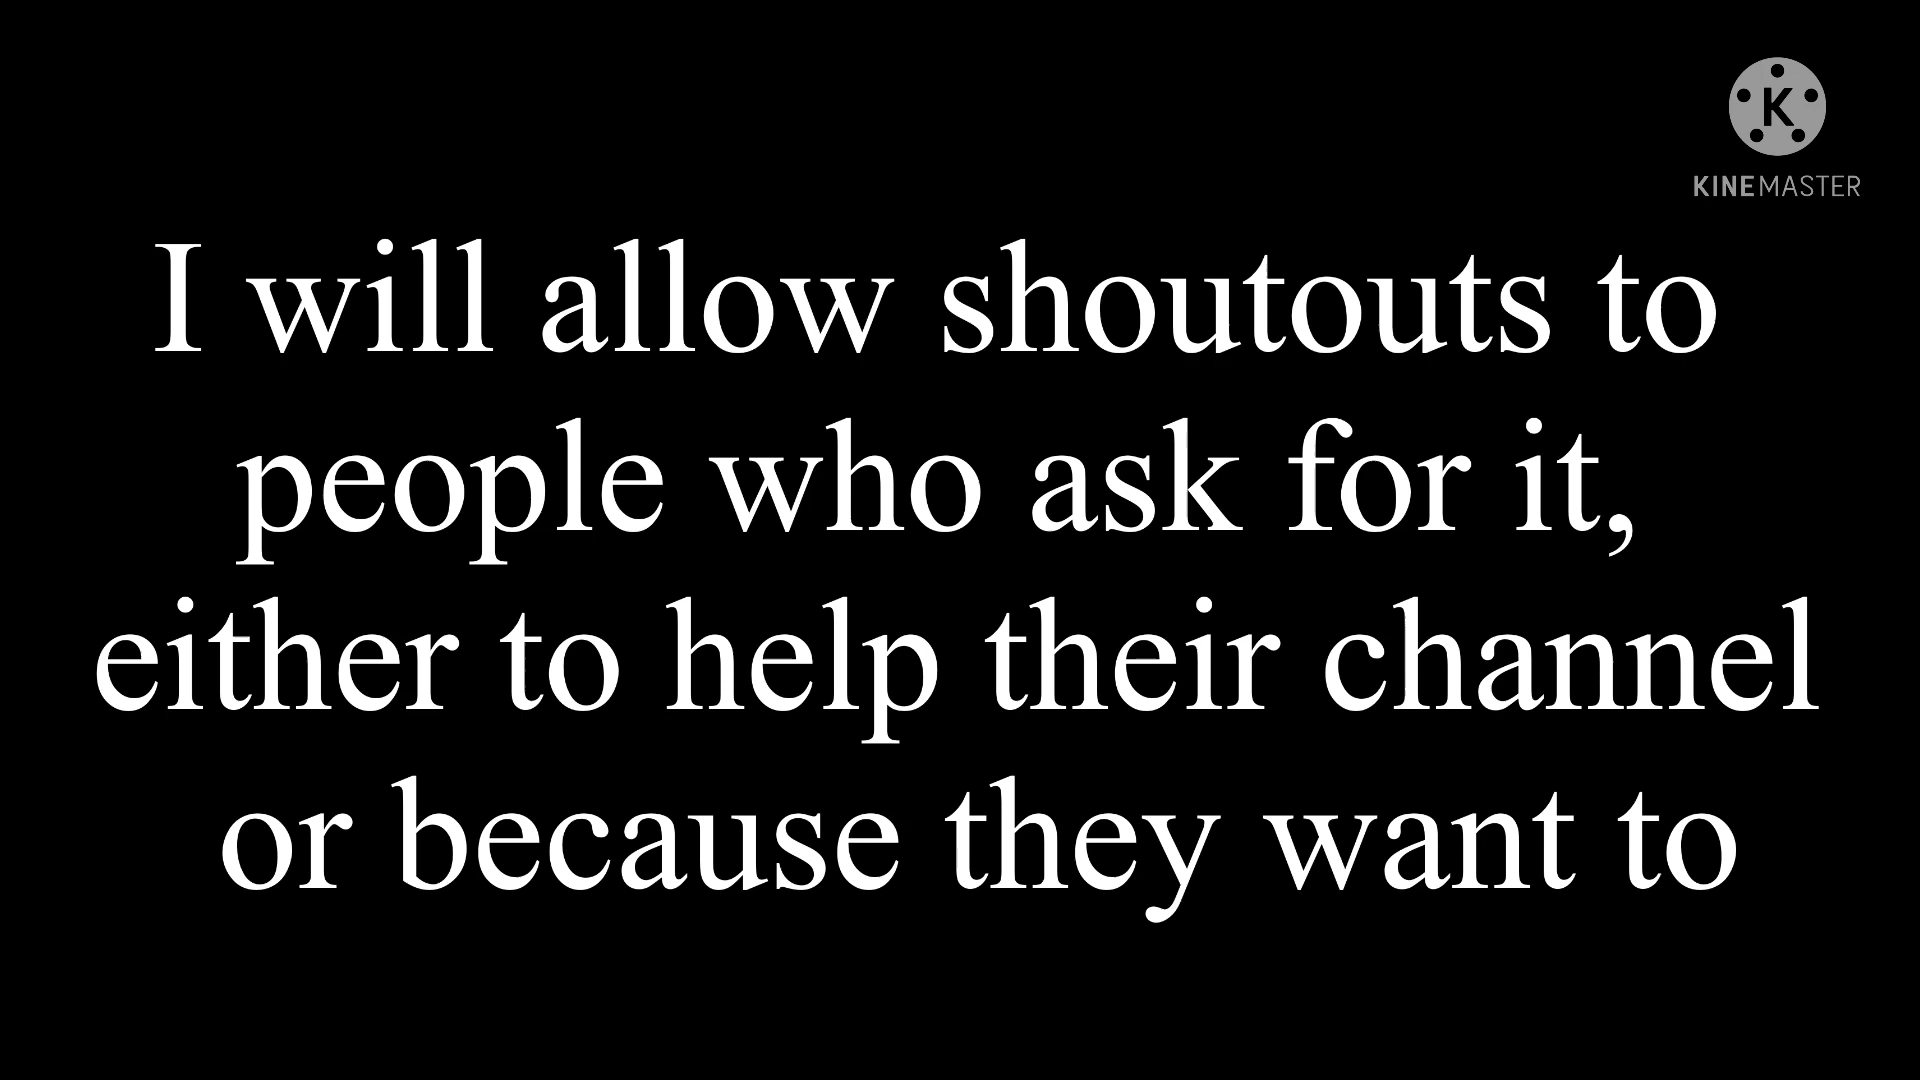 K
KINEMASTER
I will allow shoutouts to
people who ask for it,
either to help their channel
or because they want to